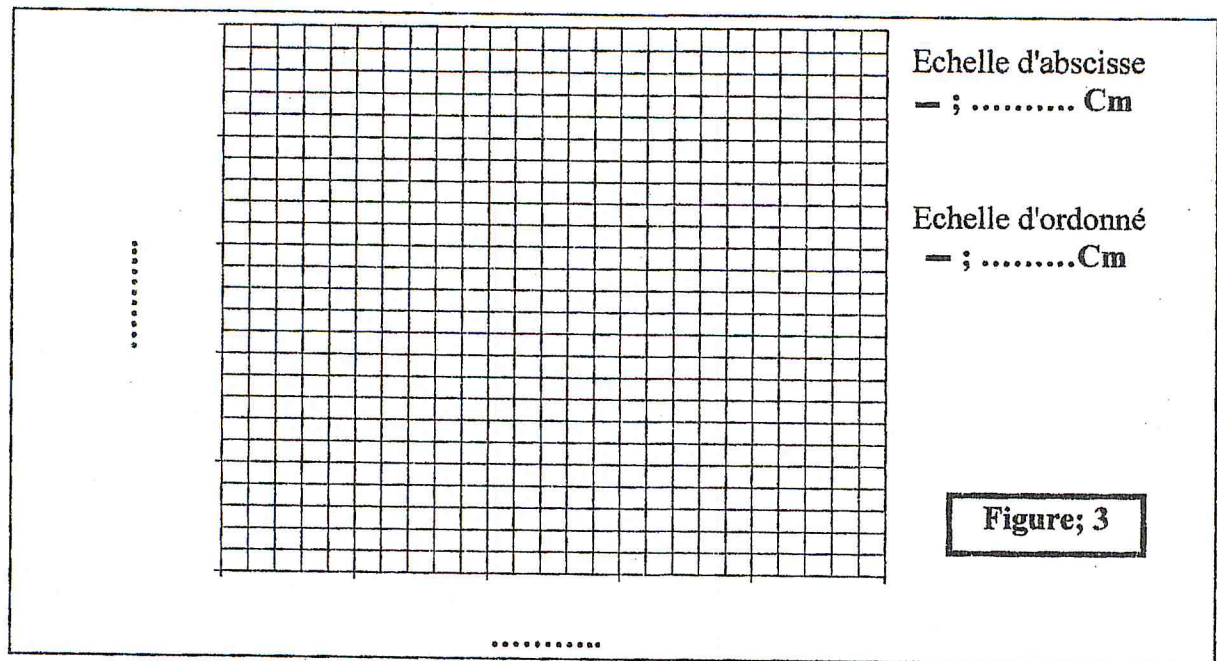 Echelle d'abscisse
– ; .......... Cm
Echelle d'ordonné
– ; .........Cm
..........
Figure; 3
...........